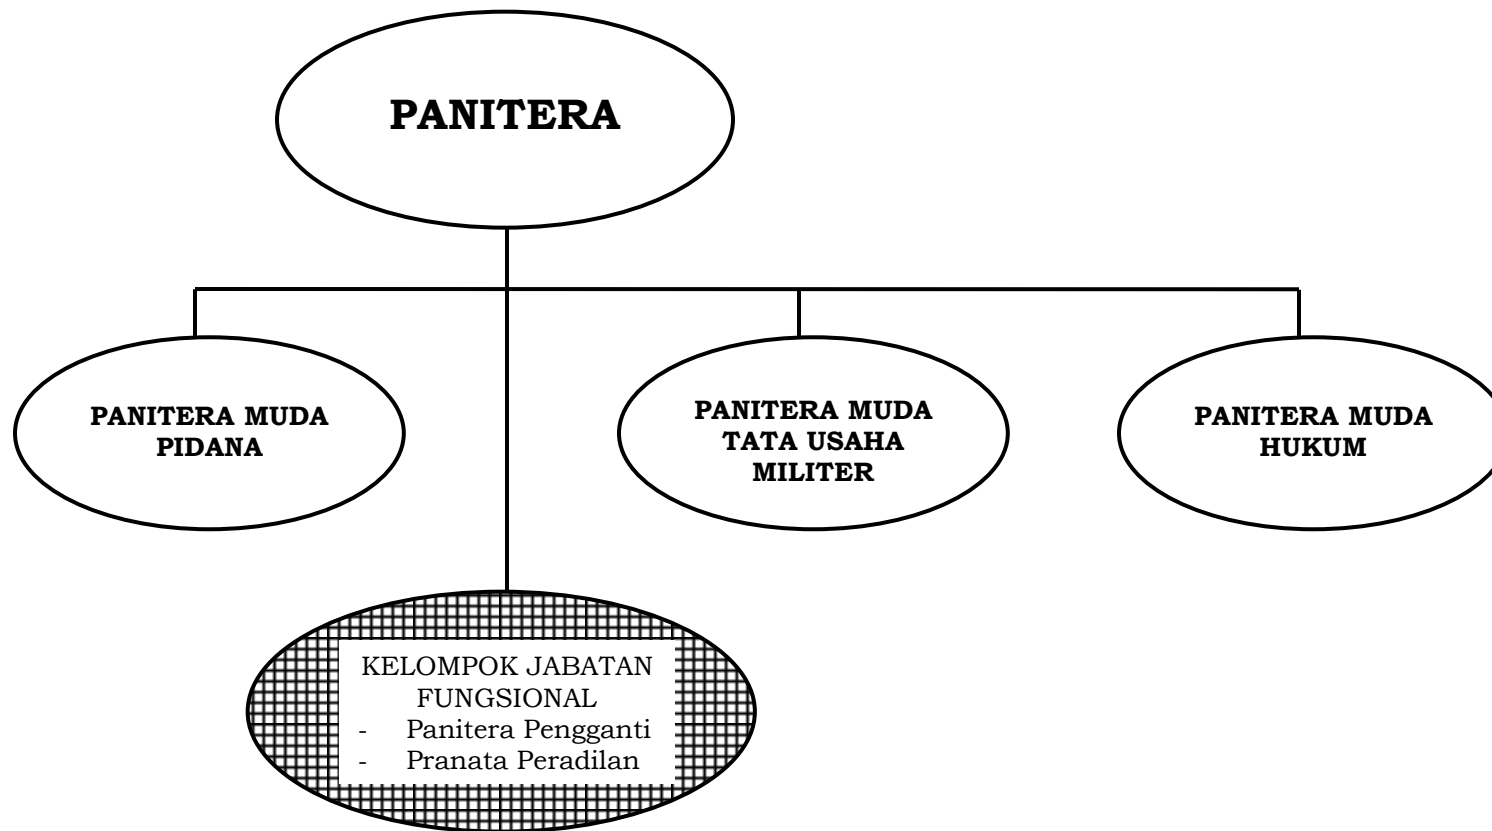 PANITERA
PANITERA MUDA
PIDANA
PANITERA MUDA
TATA USAHA
MILITER
PANITERA MUDA
HUKUM
KELOMPOK JABATAN
FUNGSIONAL
- Panitera Pengganti
- Pranata Peradilan